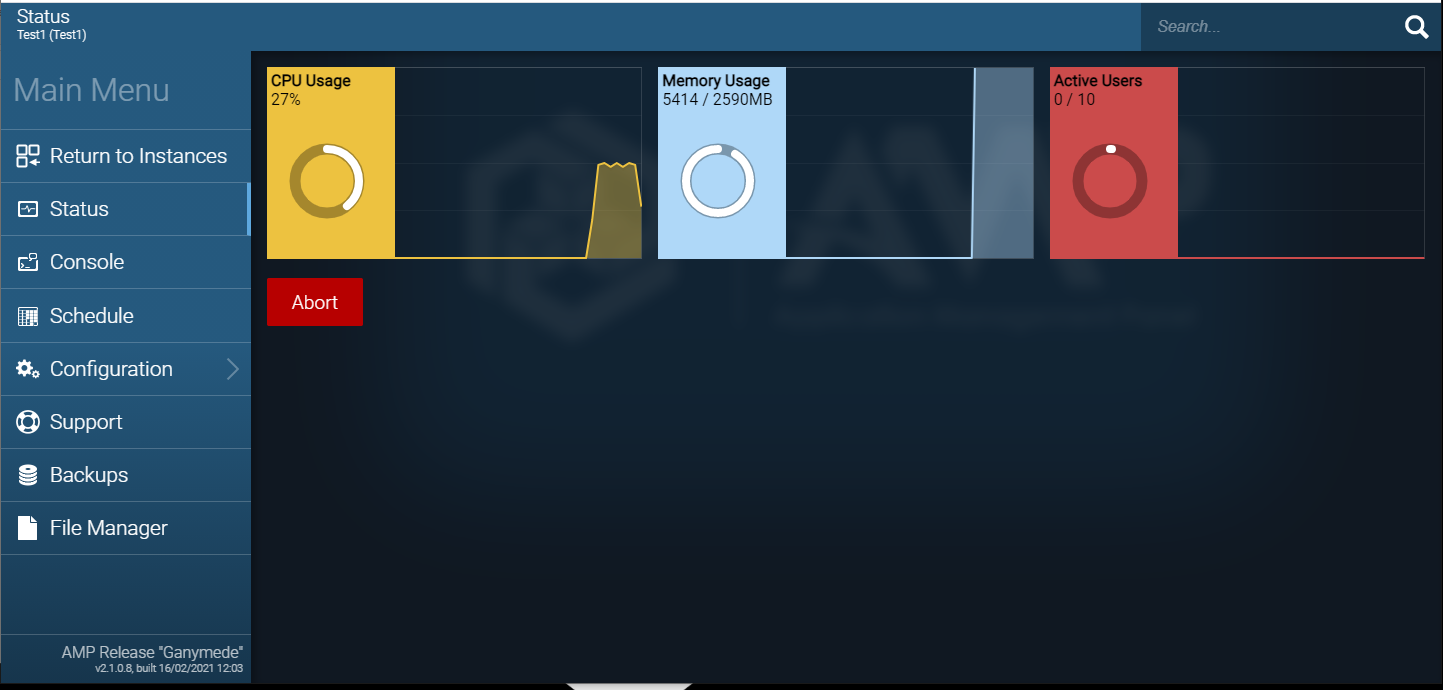 Status
Test1 (Test1)
Search...
Main Menu
Return to Instances
Status
Console
Schedule
Configuration
Support
Backups
File Manager
AMP Release "Ganymede"
v2.1.0.8, built 16/02/2021 12:03
CPU Usage
27%
Memory Usage
5414 / 2590MB
Active Users
0 / 10
Abort
AMP